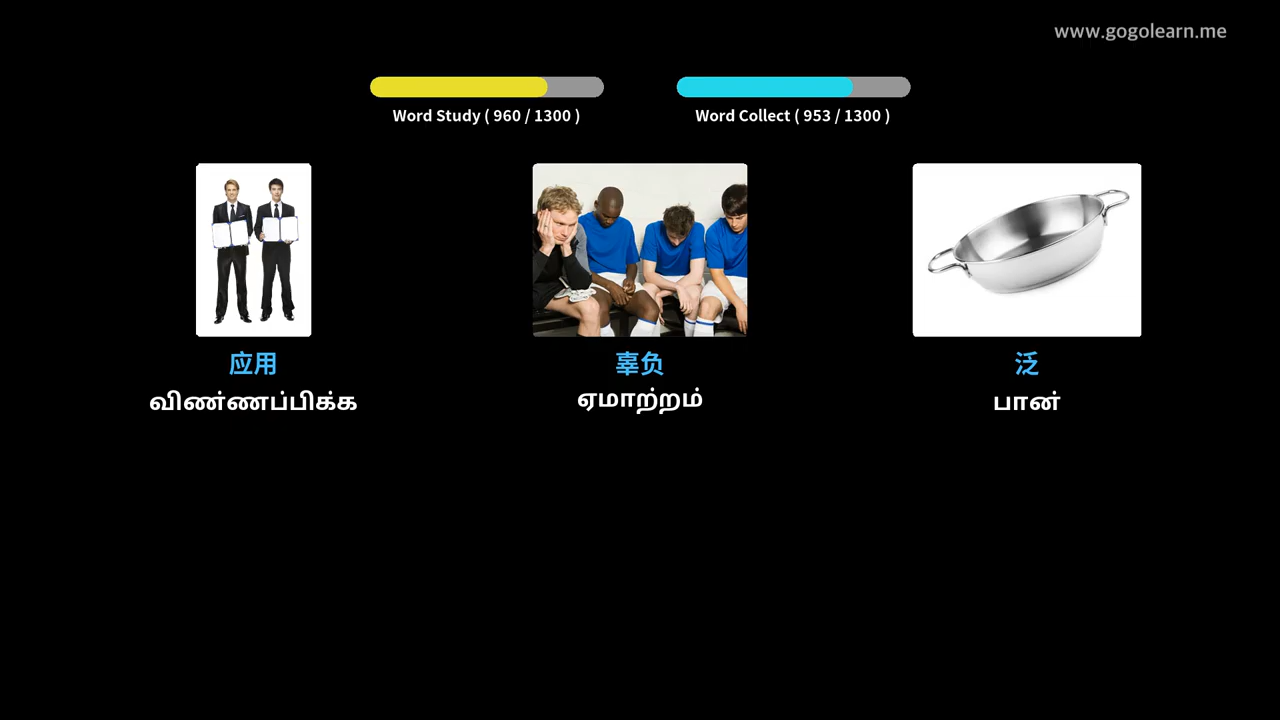 www.gogolearn.me
Word Study ( 960 / 1300 )
Word Collect ( 953 / 1300 )
应用
விண்ணப்பிக்க
辜负
ஏமாற்றம்
泛
பான்